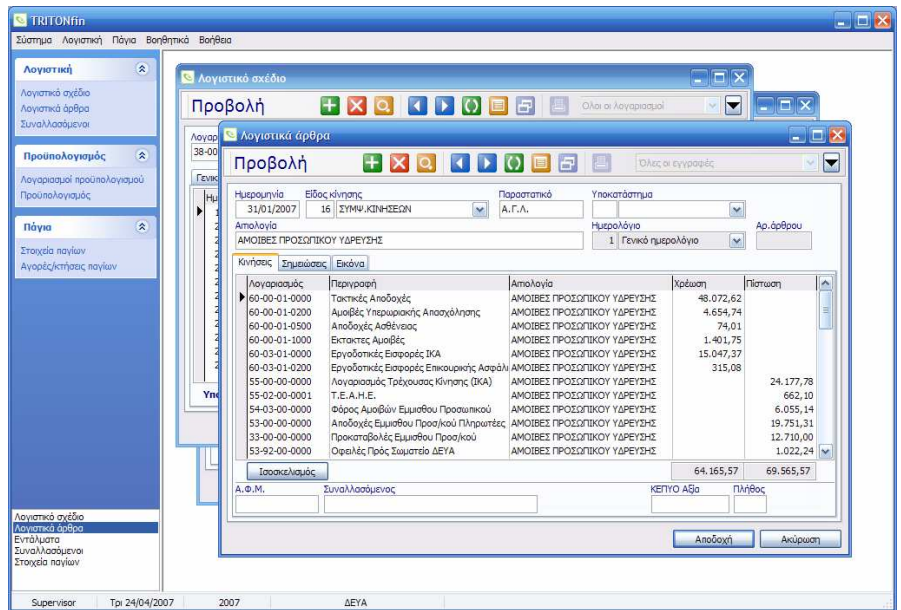 TRITONfin
Σύστημα Λογιστική Πάγια Βοηθητικά Βοήθεια
Λογιστική
Λογιστικό σχέδιο
Λογιστικά άρθρα
Συναλλασόμενοι
Προϋπολογισμός
Λογαριασμοί προϋπολογισμού
Προϋπολογισμός
Πάγια
Στοιχεία παγίων
Αγορές/κτήσεις παγίων
Λογιστικό σχέδιο
Λογιστικά άρθρα
Εντάλματα
Συναλλασόμενοι
Στοιχεία παγίων
Λογιστικό σχέδιο
Προβολή
Ολοι οι λογαριασμοί
Λογαρ
38-00
Γενικ
Ημ
Υπο
Λογιστικά άρθρα
Προβολή
Όλες οι εγγραφές
Ημερομηνία Είδος κίνησης Παραστατικό Υποκατάστημα
31/01/2007 16 ΣΥΜΨ.ΚΙΝΗΣΕΩΝ Α.Γ.Λ.
Αιτιολογία Ημερολόγιο Αρ.άρθρου
ΑΜΟΙΒΕΣ ΠΡΟΣΩΠΙΚΟΥ ΥΔΡΕΥΣΗΣ 1 Γενικό ημερολόγιο
Κινήσεις Σημειώσεις Εικόνα
Λογαριασμός Περιγραφή Αιτιολογία Χρέωση Πίστωση
60-00-01-0000 Τακτικές Αποδοχές ΑΜΟΙΒΕΣ ΠΡΟΣΩΠΙΚΟΥ ΥΔΡΕΥΣΗΣ 48.072,62
60-00-01-0200 Αμοιβές Υπερωριακής Απασχόλησης ΑΜΟΙΒΕΣ ΠΡΟΣΩΠΙΚΟΥ ΥΔΡΕΥΣΗΣ 4.654,74
60-00-01-0500 Αποδοχές Ασθένειας ΑΜΟΙΒΕΣ ΠΡΟΣΩΠΙΚΟΥ ΥΔΡΕΥΣΗΣ 74,01
60-00-01-1000 Εκτακτες Αμοιβές ΑΜΟΙΒΕΣ ΠΡΟΣΩΠΙΚΟΥ ΥΔΡΕΥΣΗΣ 1.401,75
60-03-01-0000 Εργοδοτικές Εισφορές ΙΚΑ ΑΜΟΙΒΕΣ ΠΡΟΣΩΠΙΚΟΥ ΥΔΡΕΥΣΗΣ 15.047,37
60-03-01-0200 Εργοδοτικές Εισφορές Επικουρικής Ασφάλι ΑΜΟΙΒΕΣ ΠΡΟΣΩΠΙΚΟΥ ΥΔΡΕΥΣΗΣ 315,08
55-00-00-0000 Λογαριασμός Τρέχουσας Κίνησης (ΙΚΑ) ΑΜΟΙΒΕΣ ΠΡΟΣΩΠΙΚΟΥ ΥΔΡΕΥΣΗΣ 24.177,78
55-02-00-0001 Τ.Ε.Α.Η.Ε. ΑΜΟΙΒΕΣ ΠΡΟΣΩΠΙΚΟΥ ΥΔΡΕΥΣΗΣ 662,10
54-03-00-0000 Φόρος Αμοιβών Εμμισθου Προσωπικού ΑΜΟΙΒΕΣ ΠΡΟΣΩΠΙΚΟΥ ΥΔΡΕΥΣΗΣ 6.055,14
53-00-00-0000 Αποδοχές Εμμισθου Προσ/κού Πληρωτέες ΑΜΟΙΒΕΣ ΠΡΟΣΩΠΙΚΟΥ ΥΔΡΕΥΣΗΣ 19.751,31
33-00-00-0000 Προκαταβολές Εμμισθου Προσ/κού ΑΜΟΙΒΕΣ ΠΡΟΣΩΠΙΚΟΥ ΥΔΡΕΥΣΗΣ 12.710,00
53-92-00-0000 Οφειλές Πρός Σωματείο ΔΕΥΑ ΑΜΟΙΒΕΣ ΠΡΟΣΩΠΙΚΟΥ ΥΔΡΕΥΣΗΣ 1.022,24
Ισοσκελισμός 64.165,57 69.565,57
Α.Φ.Μ. Συναλλασόμενος ΚΕΠΥΟ Αξία Πλήθος
Αποδοχή Ακύρωση
Supervisor Τρι 24/04/2007 2007 ΔΕΥΑ